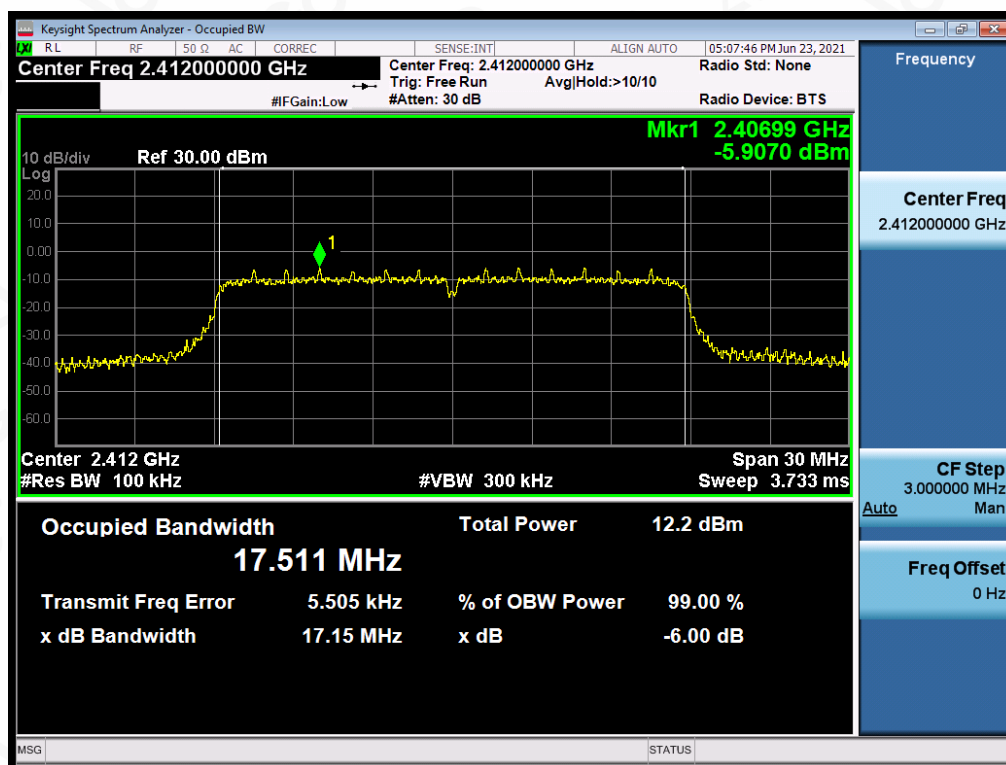 Keysight Spectrum Analyzer - Occupied BW
LXI RL RF 50 Ω AC CORREC SENSE:INT ALIGN AUTO 05:07:46 PM Jun 23, 2021
Center Freq 2.412000000 GHz
Center Freq: 2.412000000 GHz
Radio Std: None
Trig: Free Run Avg|Hold:>10/10
#IFGain:Low #Atten: 30 dB Radio Device: BTS
Mkr1 2.40699 GHz
-5.9070 dBm
10 dB/div Ref 30.00 dBm
Log
20.0
10.0
0.00
-10.0
-20.0
-30.0
-40.0
-50.0
-60.0
1
Center 2.412 GHz Span 30 MHz
#Res BW 100 kHz #VBW 300 kHz Sweep 3.733 ms
Occupied Bandwidth Total Power 12.2 dBm
17.511 MHz
Transmit Freq Error 5.505 kHz % of OBW Power 99.00 %
x dB Bandwidth 17.15 MHz x dB -6.00 dB
MSG STATUS
Frequency
Center Freq
2.412000000 GHz
CF Step
3.000000 MHz
Auto Man
Freq Offset
0 Hz